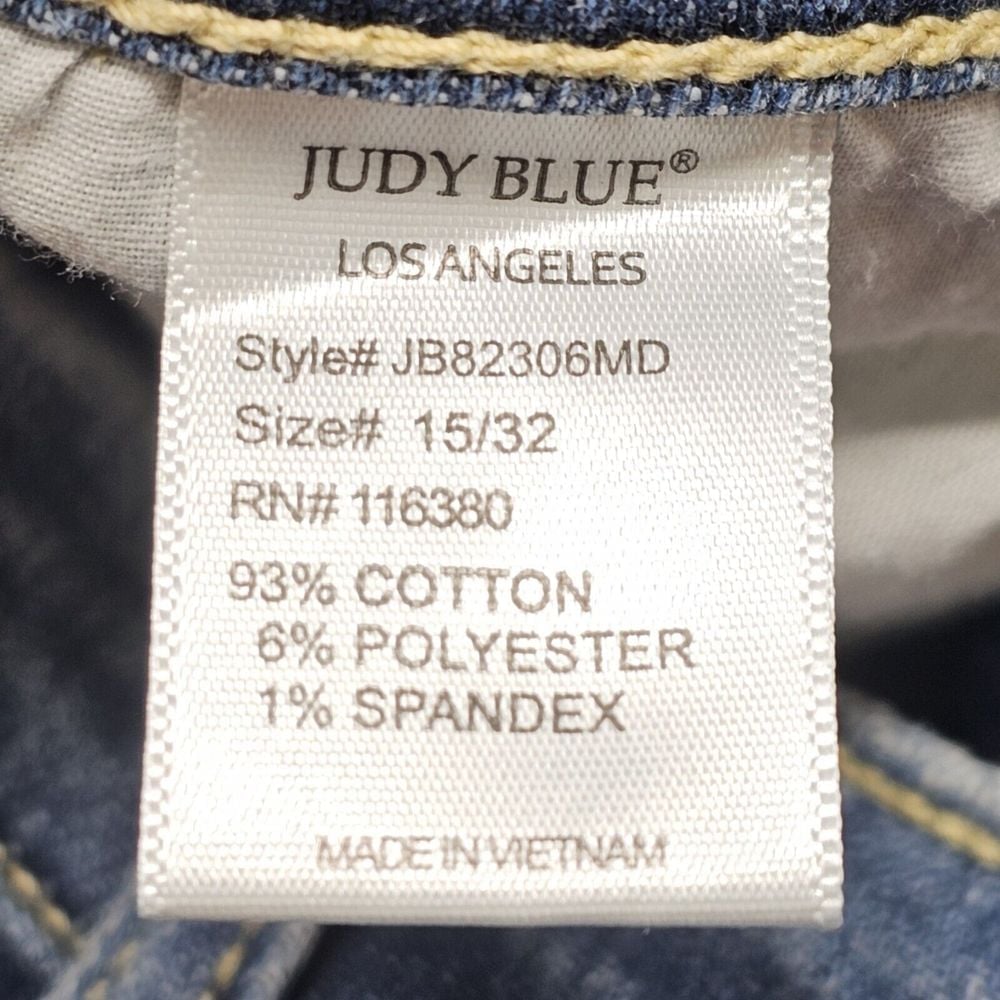 JUDY BLUE®
LOS ANGELES
Style# JB82306MD
Size# 15/32
RN# 116380
93% COTTON
6% POLYESTER
1% SPANDEX
MADE IN VIETNAM